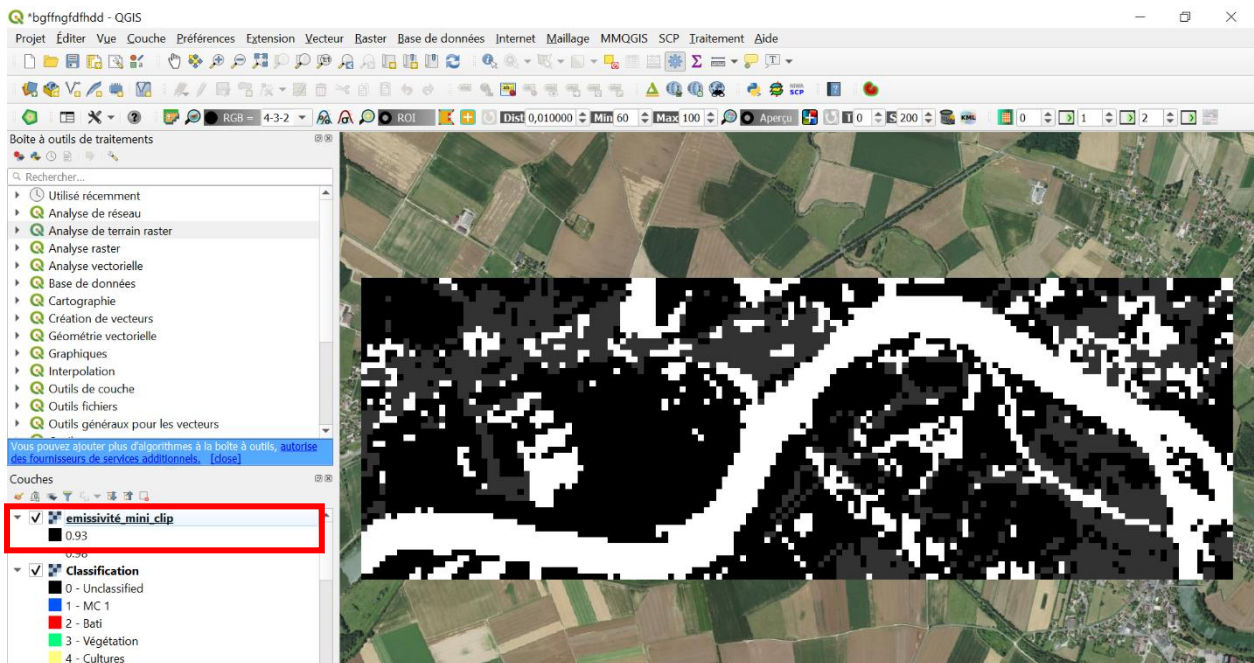 *bgffngfdfhdd - QGIS
Projet Éditer Vue Couche Préférences Extension Vecteur Raster Base de données Internet Maillage MMQGIS SCP Traitement Aide
RGB = 4-3-2 ROI Dist 0,010000 Min 60 Max 100 Aperçu T 0 S 200 KML 0 1 2
Boîte à outils de traitements
Rechercher...
Utilisé récemment
Analyse de réseau
Analyse de terrain raster
Analyse raster
Analyse vectorielle
Base de données
Cartographie
Création de vecteurs
Géométrie vectorielle
Graphiques
Interpolation
Outils de couche
Outils fichiers
Outils généraux pour les vecteurs
Vous pouvez ajouter plus d'algorithmes à la boîte à outils, autorise
des fournisseurs de services additionnels. [close]
Couches
emissivité_mini_clip
0.93
0.98
Classification
0 - Unclassified
1 - MC 1
2 - Bati
3 - Végétation
4 - Cultures